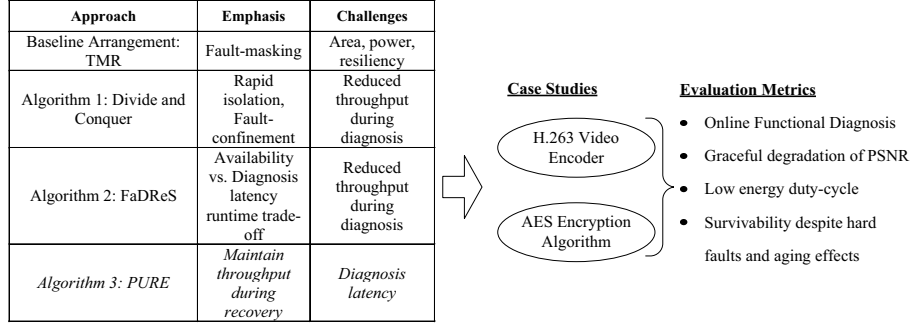 Approach
Emphasis
Challenges
Baseline Arrangement:
TMR
Fault-masking
Area, power,
resiliency
Algorithm 1: Divide and
Conquer
Rapid
isolation,
Fault-
confinement
Reduced
throughput
during
diagnosis
Algorithm 2: FaDReS
Availability
vs. Diagnosis
latency
runtime trade-
off
Reduced
throughput
during
diagnosis
Algorithm 3: PURE
Maintain
throughput
during
recovery
Diagnosis
latency
Case Studies
H.263 Video
Encoder
AES Encryption
Algorithm
Evaluation Metrics
• Online Functional Diagnosis
• Graceful degradation of PSNR
• Low energy duty-cycle
• Survivability despite hard
faults and aging effects